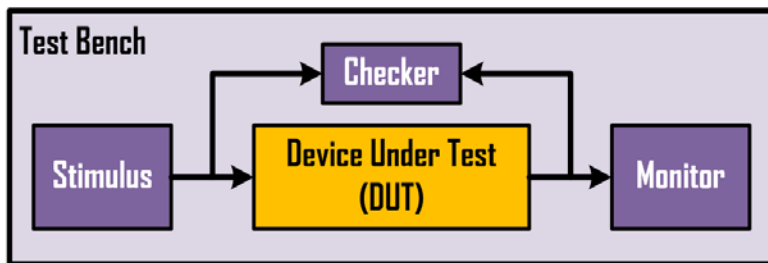 Test Bench
Checker
Stimulus
Device Under Test
(DUT)
Monitor